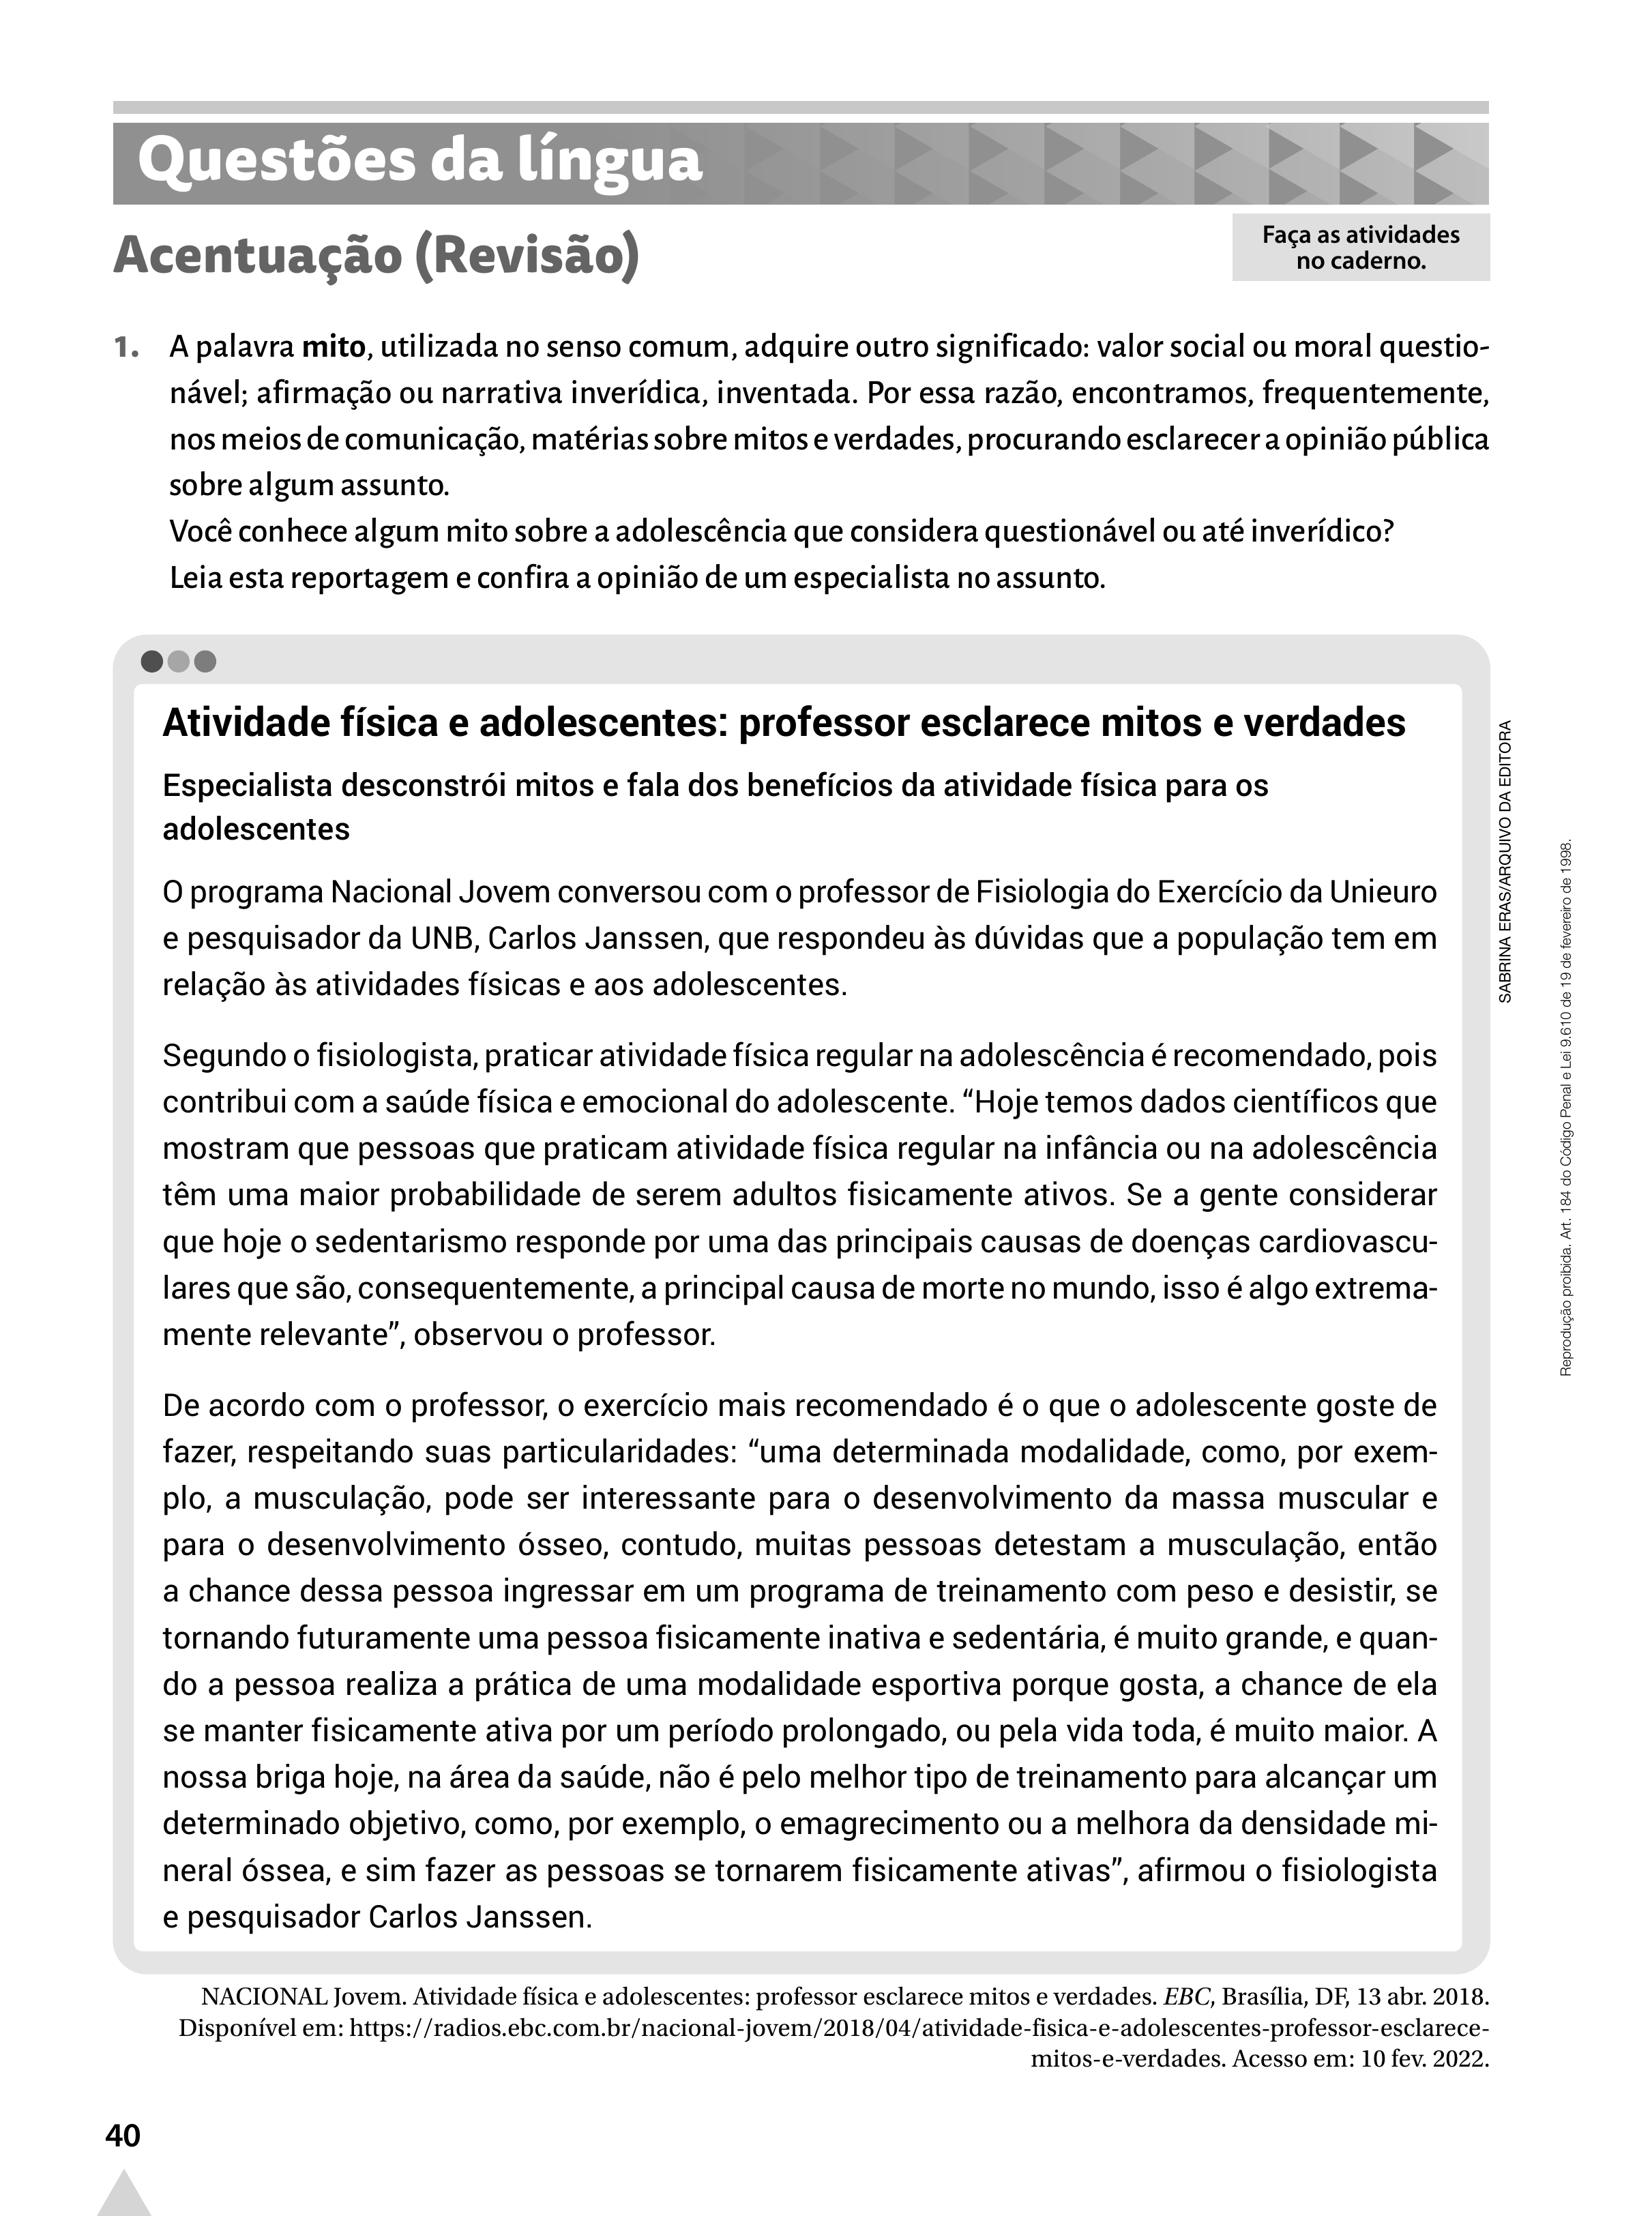 Questões da língua
Acentuação (Revisão)
Faça as atividades
no caderno.
1. A palavra mito, utilizada no senso comum, adquire outro significado: valor social ou moral questio-
nável; afirmação ou narrativa inverídica, inventada. Por essa razão, encontramos, frequentemente,
nos meios de comunicação, matérias sobre mitos e verdades, procurando esclarecer a opinião pública
sobre algum assunto.
Você conhece algum mito sobre a adolescência que considera questionável ou até inverídico?
Leia esta reportagem e confira a opinião de um especialista no assunto.
Atividade física e adolescentes: professor esclarece mitos e verdades
Especialista desconstrói mitos e fala dos benefícios da atividade física para os
adolescentes
O programa Nacional Jovem conversou com o professor de Fisiologia do Exercício da Unieuro
e pesquisador da UNB, Carlos Janssen, que respondeu às dúvidas que a população tem em
relação às atividades físicas e aos adolescentes.
Segundo o fisiologista, praticar atividade física regular na adolescência é recomendado, pois
contribui com a saúde física e emocional do adolescente. “Hoje temos dados científicos que
mostram que pessoas que praticam atividade física regular na infância ou na adolescência
têm uma maior probabilidade de serem adultos fisicamente ativos. Se a gente considerar
que hoje o sedentarismo responde por uma das principais causas de doenças cardiovascu-
lares que são, consequentemente, a principal causa de morte no mundo, isso é algo extrema-
mente relevante”, observou o professor.
De acordo com o professor, o exercício mais recomendado é o que o adolescente goste de
fazer, respeitando suas particularidades: “uma determinada modalidade, como, por exem-
plo, a musculação, pode ser interessante para o desenvolvimento da massa muscular e
para o desenvolvimento ósseo, contudo, muitas pessoas detestam a musculação, então
a chance dessa pessoa ingressar em um programa de treinamento com peso e desistir, se
tornando futuramente uma pessoa fisicamente inativa e sedentária, é muito grande, e quan-
do a pessoa realiza a prática de uma modalidade esportiva porque gosta, a chance de ela
se manter fisicamente ativa por um período prolongado, ou pela vida toda, é muito maior. A
nossa briga hoje, na área da saúde, não é pelo melhor tipo de treinamento para alcançar um
determinado objetivo, como, por exemplo, o emagrecimento ou a melhora da densidade mi-
neral óssea, e sim fazer as pessoas se tornarem fisicamente ativas”, afirmou o fisiologista
e pesquisador Carlos Janssen.
NACIONAL Jovem. Atividade física e adolescentes: professor esclarece mitos e verdades. EBC, Brasília, DF, 13 abr. 2018.
Disponível em: https://radios.ebc.com.br/nacional-jovem/2018/04/atividade-fisica-e-adolescentes-professor-esclarece-
mitos-e-verdades. Acesso em: 10 fev. 2022.
SABRINA ERAS/ARQUIVO DA EDITORA
Reprodução proibida. Art. 184 do Código Penal e Lei 9.610 de 19 de fevereiro de 1998.
40